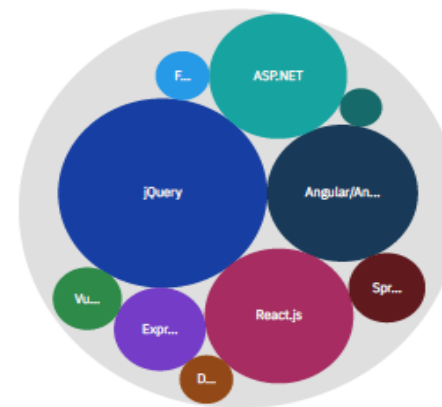 F...
ASP.NET
jQuery
Angular/An...
Vu...
Expr...
React.js
Spr...
D...